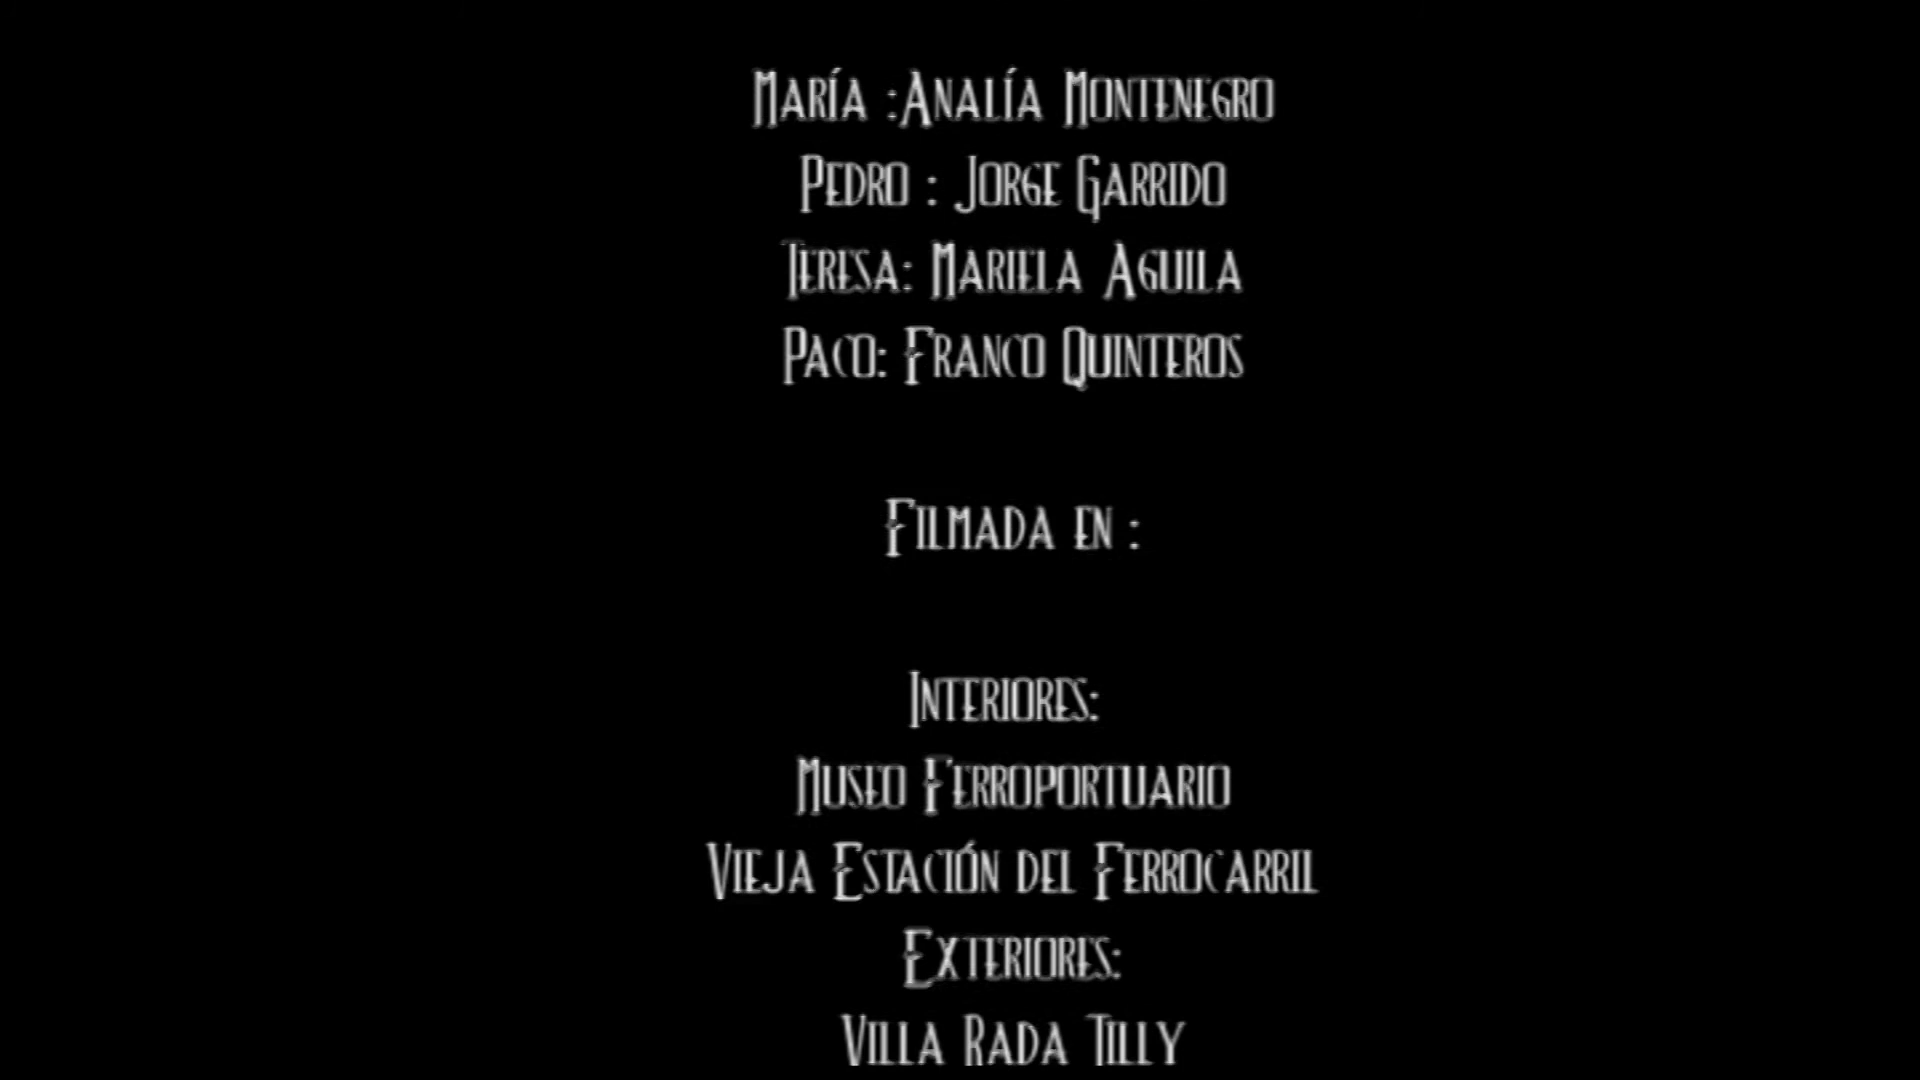 María :Analía Montenegro
Pedro : Jorge Garrido
Teresa: Mariela Aguila
Paco: Franco Quinteros
Filmada en :
Interiores:
Museo Ferroportuario
Vieja Estación del Ferrocarril
Exteriores:
Villa Rada Tilly